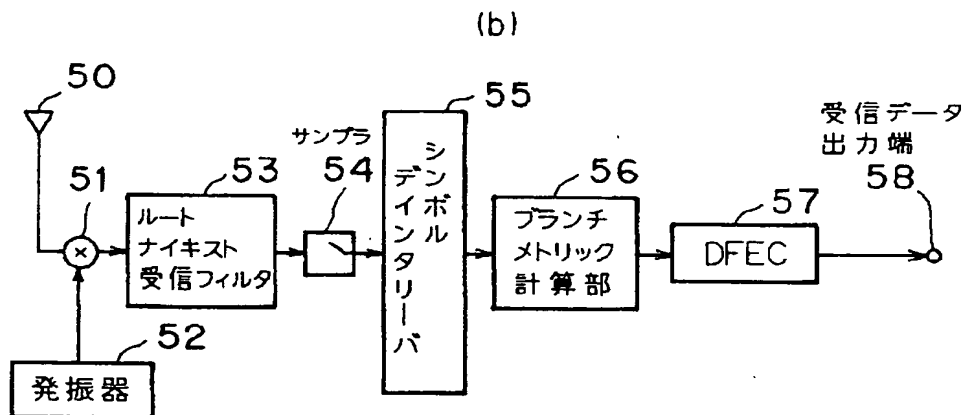 (b)
50
51
52
発振器
53
ルート
ナイキスト
受信フィルタ
サンプラ
54
55
シンボル
デインタリーバ
56
ブランチ
メトリック
計算部
57
DFEC
受信データ
出力端
58